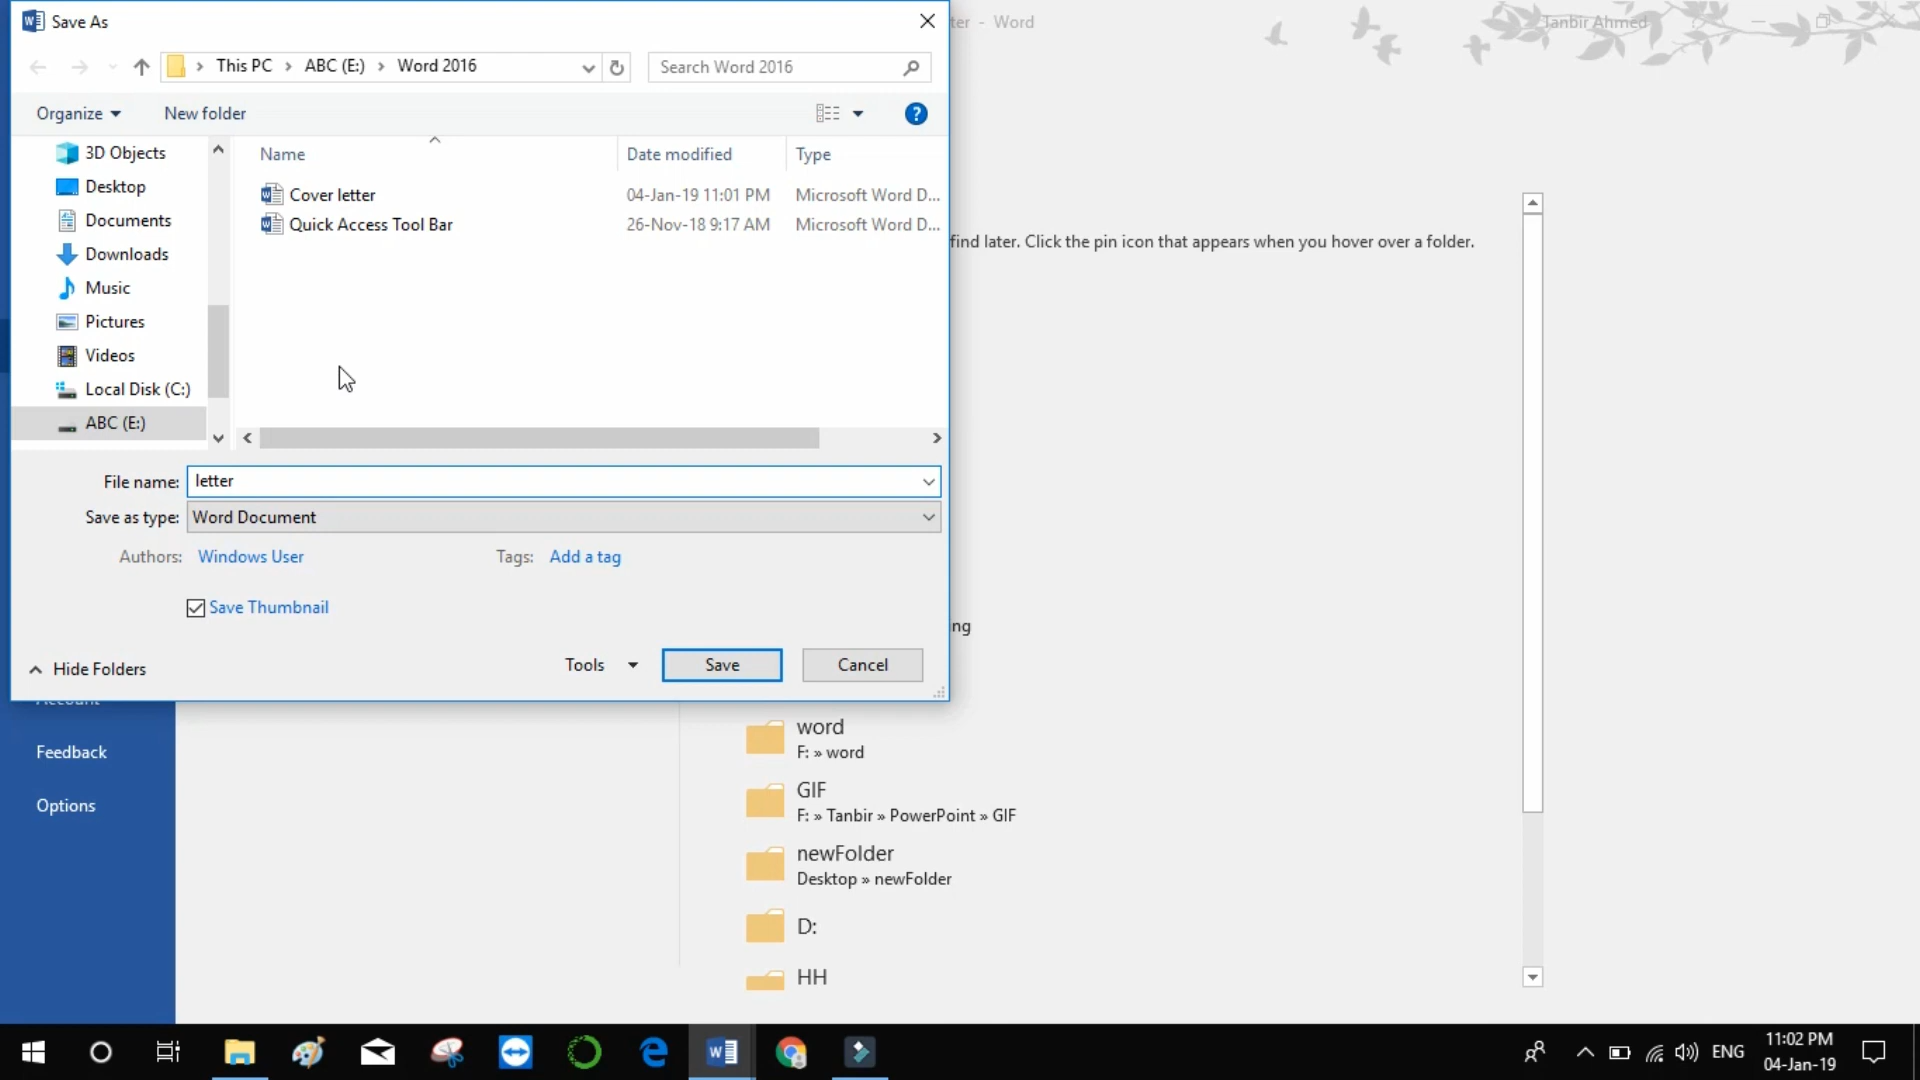 Save As
ter - Word
Tanbir Ahmed
This PC > ABC (E:) > Word 2016
Search Word 2016
Organize
New folder
?
3D Objects
Desktop
Documents
Downloads
Music
Pictures
Videos
Local Disk (C:)
ABC (E:)
Name
Date modified
Type
Cover letter
04-Jan-19 11:01 PM
Microsoft Word D...
Quick Access Tool Bar
26-Nov-18 9:17 AM
Microsoft Word D...
find later. Click the pin icon that appears when you hover over a folder.
File name:
letter
Save as type:
Word Document
Authors:
Windows User
Tags:
Add a tag
Save Thumbnail
ng
Hide Folders
Tools
Save
Cancel
Account
Feedback
Options
word
F: » word
GIF
F: » Tanbir » PowerPoint » GIF
newFolder
Desktop » newFolder
D:
HH
ENG
11:02 PM
04-Jan-19